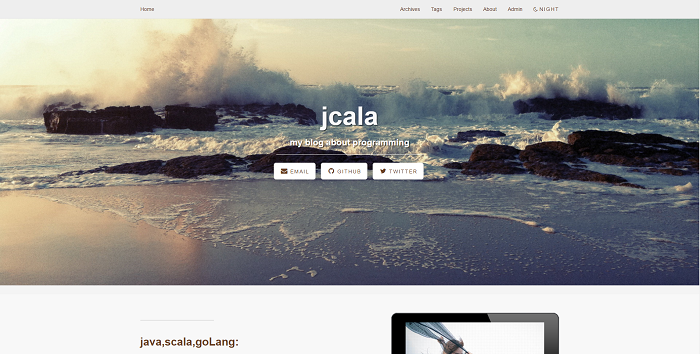 Home Archives Tags Projects About Admin NIGHT
jcala
my blog about programming
EMAIL GITHUB TWITTER
java,scala,goLang: